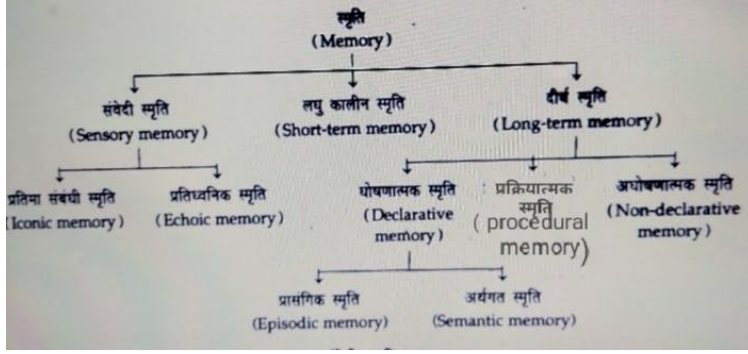 स्मृति
(Memory)
संवेदी स्मृति
(Sensory memory)
लघु कालीन स्मृति
(Short-term memory)
दीर्घ स्मृति
(Long-term memory)
प्रतिमा संबंधी स्मृति
(Iconic memory)
प्रतिध्वनिक स्मृति
(Echoic memory)
घोषणात्मक स्मृति
(Declarative
memory)
प्रक्रियात्मक
स्मृति
( procedural
memory)
अघोषणात्मक स्मृति
(Non-declarative
memory)
प्रासंगिक स्मृति
(Episodic memory)
अर्थगत स्मृति
(Semantic memory)